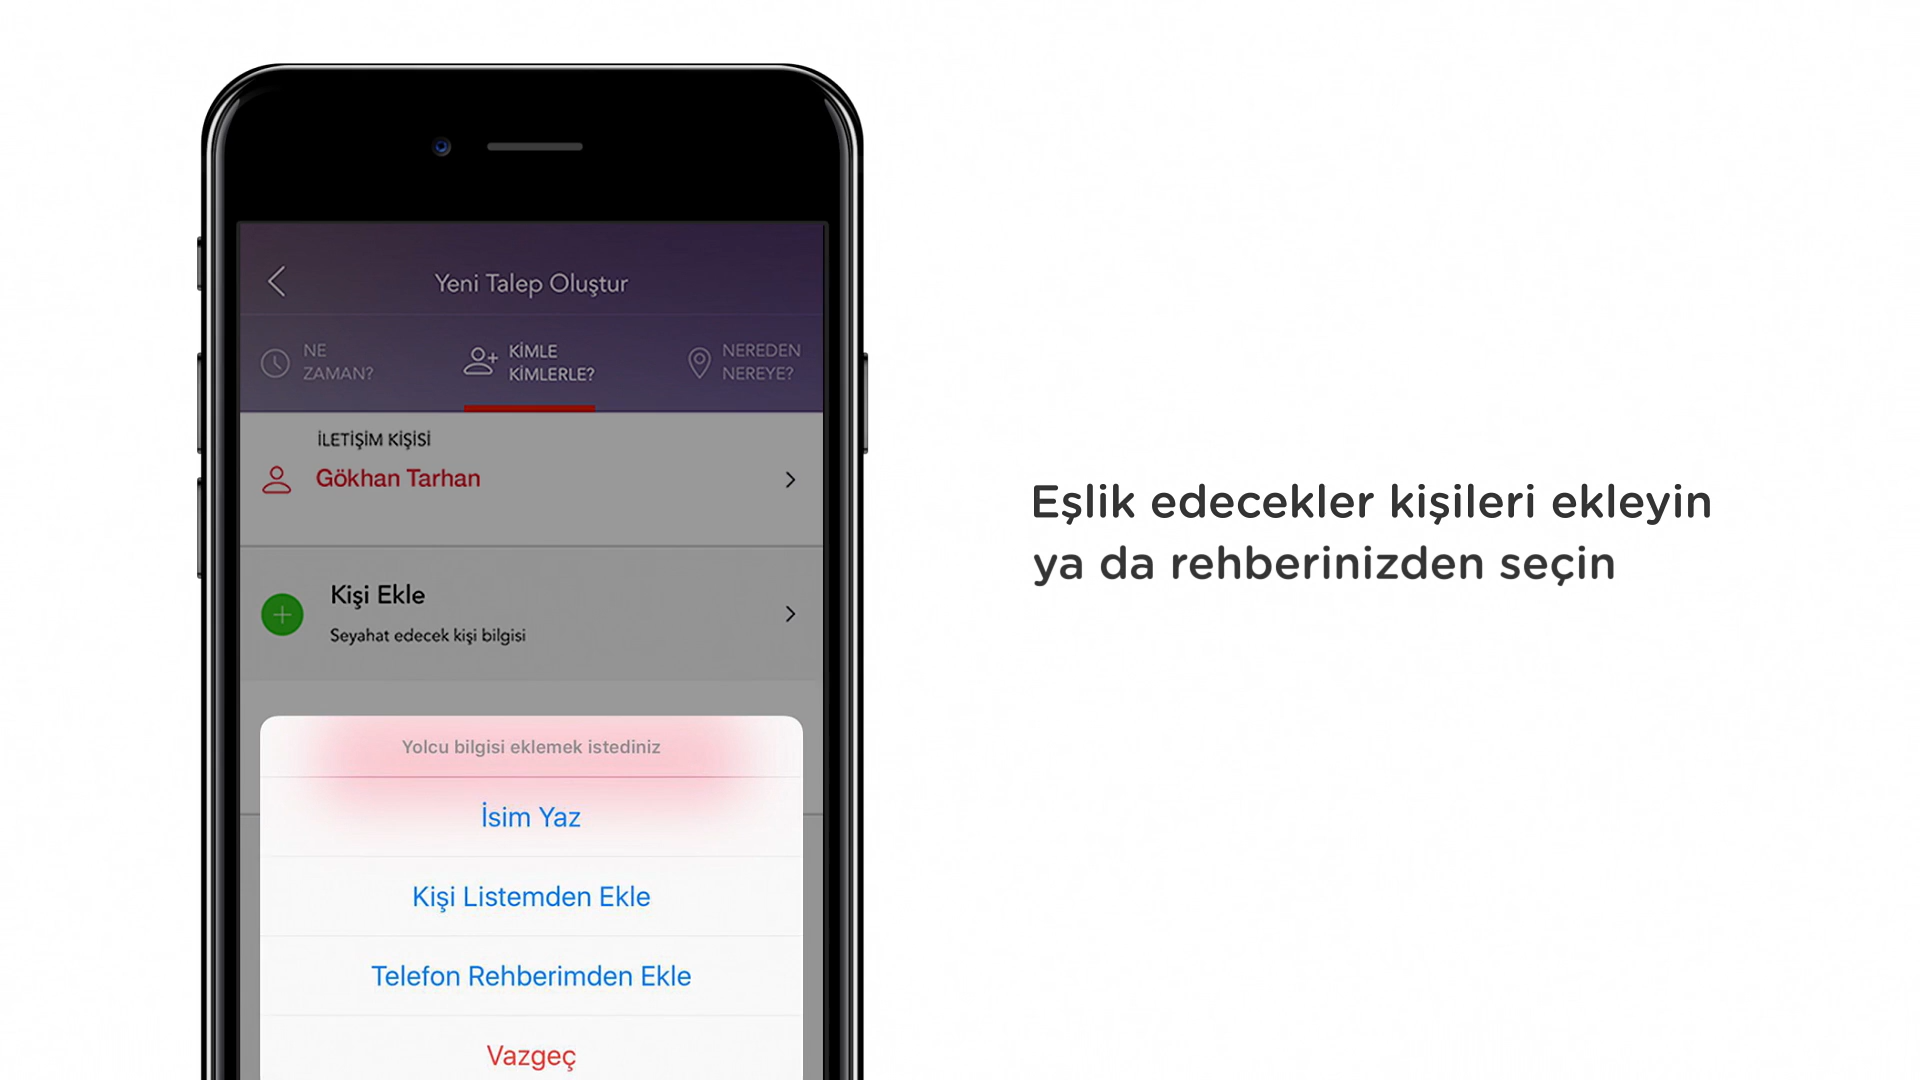 Yeni Talep Oluştur
NE
ZAMAN?
KİMLE
KİMLERLE?
NEREDEN
NEREYE?
İLETİŞİM KİŞİSİ
Gökhan Tarhan
Kişi Ekle
Seyahat edecek kişi bilgisi
Yolcu bilgisi eklemek istediniz
İsim Yaz
Kişi Listemden Ekle
Telefon Rehberimden Ekle
Vazgeç
Eşlik edecekler kişileri ekleyin
ya da rehberinizden seçin